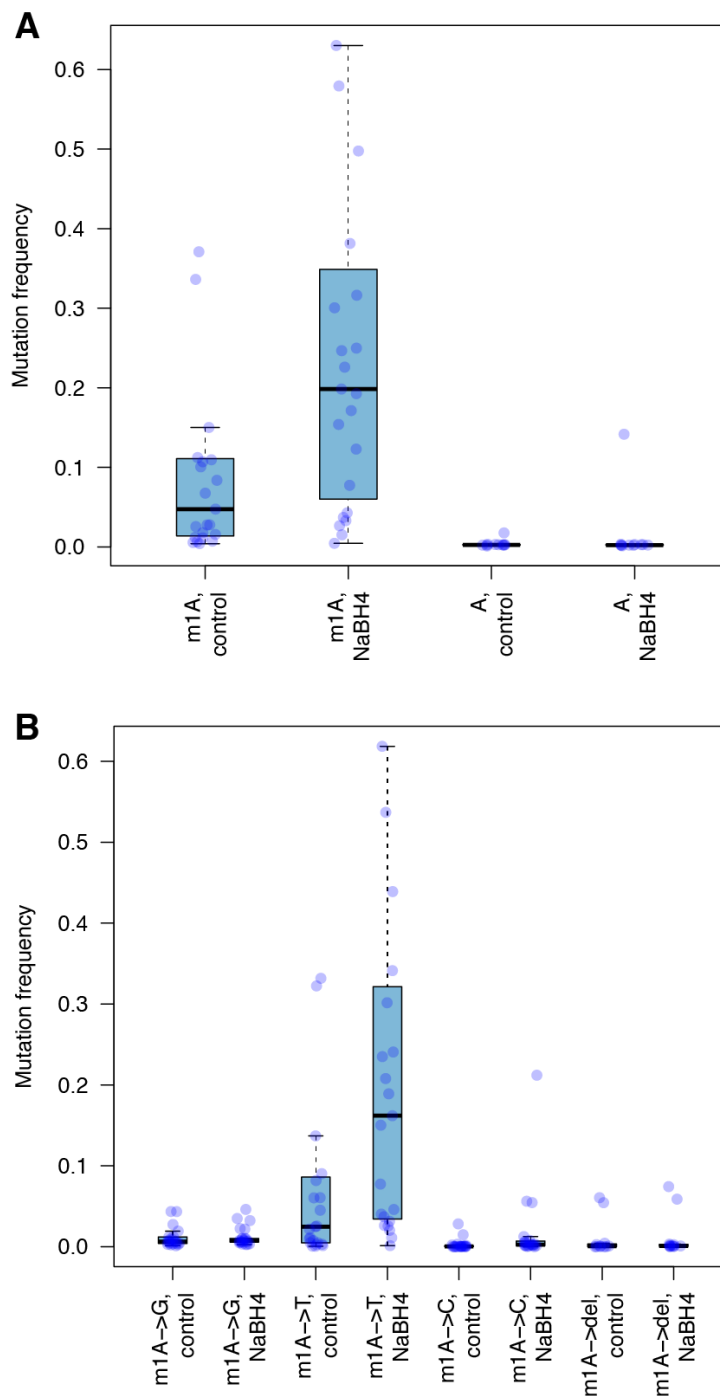 A
Mutation frequency
0.6
0.5
0.4
0.3
0.2
0.1
0.0
m1A,
control
m1A,
NaBH4
A,
control
A,
NaBH4
B
Mutation frequency
0.6
0.5
0.4
0.3
0.2
0.1
0.0
m1A−>G,
control
m1A−>G,
NaBH4
m1A−>T,
control
m1A−>T,
NaBH4
m1A−>C,
control
m1A−>C,
NaBH4
m1A−>del,
control
m1A−>del,
NaBH4